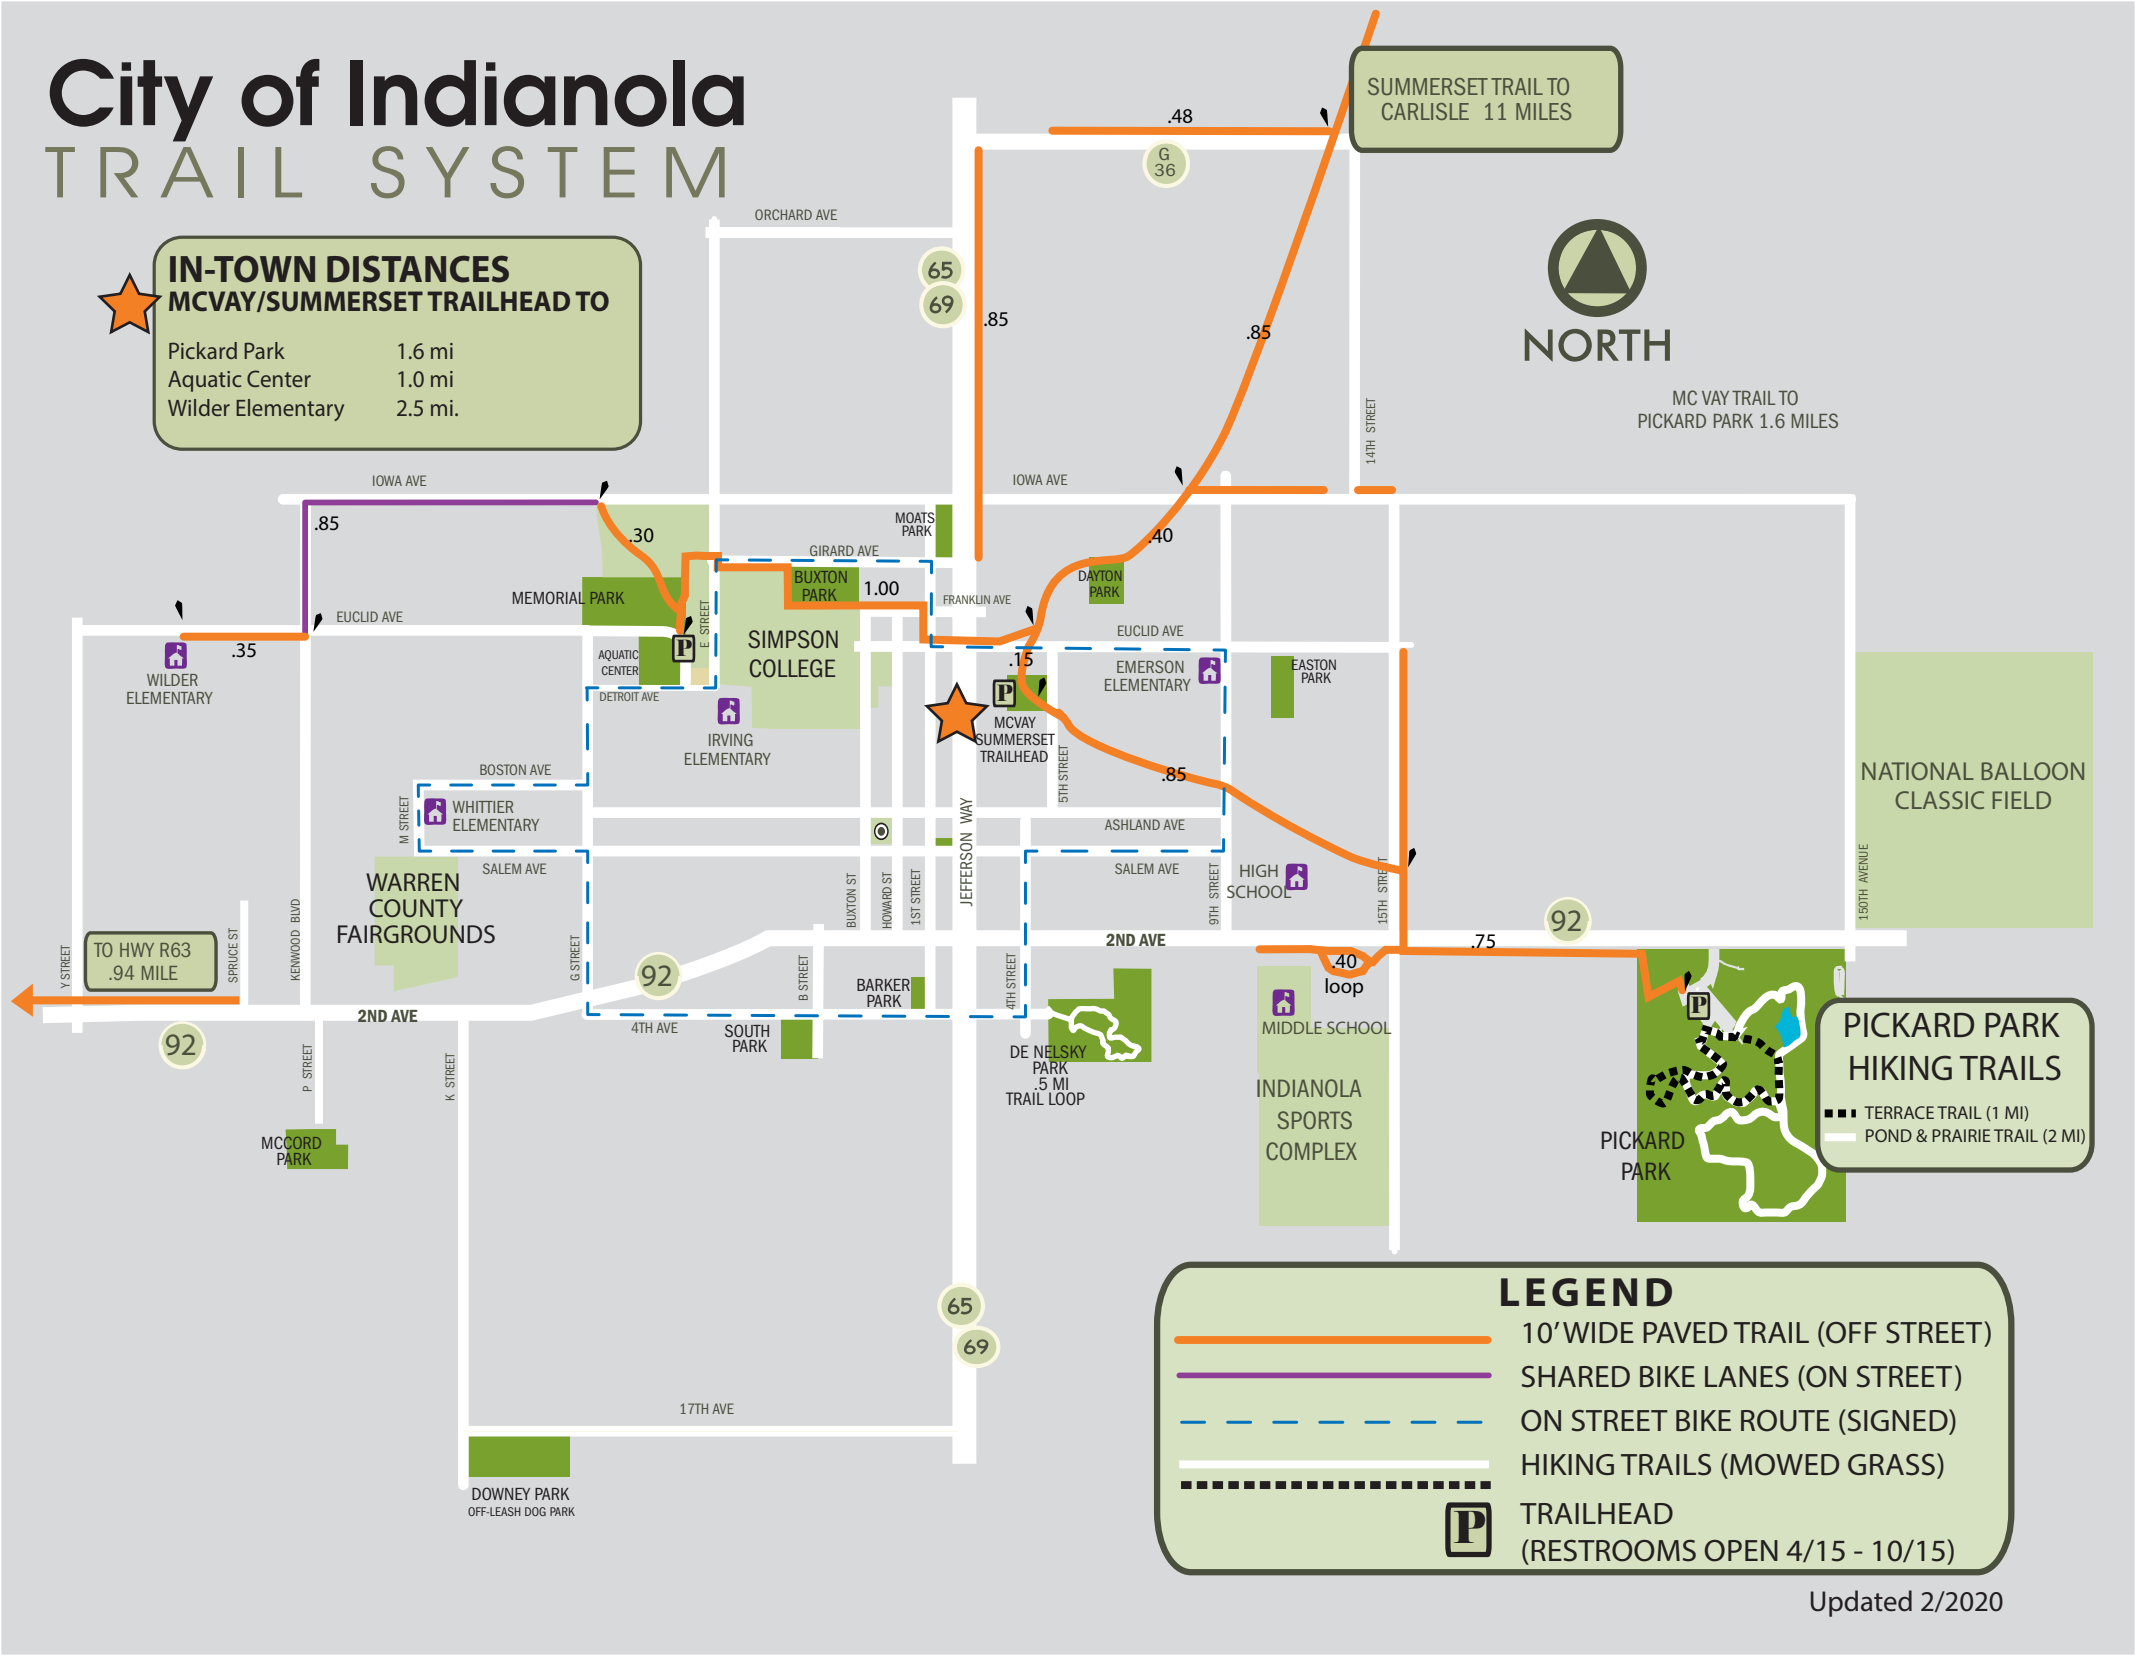 City of Indianola
TRAIL SYSTEM
SUMMERSET TRAIL TO
CARLISLE 11 MILES
.48
G
36
ORCHARD AVE
IN-TOWN DISTANCES
MCVAY/SUMMERSET TRAILHEAD TO
Pickard Park 1.6 mi
Aquatic Center 1.0 mi
Wilder Elementary 2.5 mi.
65
69
.85
.85
NORTH
MC VAY TRAIL TO
PICKARD PARK 1.6 MILES
14TH STREET
IOWA AVE
IOWA AVE
.85
.30
MOATS
PARK
.40
GIRARD AVE
BUXTON
PARK
1.00
DAYTON
PARK
MEMORIAL PARK
FRANKLIN AVE
EUCLID AVE
E STREET
EUCLID AVE
.35
SIMPSON
COLLEGE
AQUATIC
CENTER
P
.15
EMERSON
ELEMENTARY
EASTON
PARK
WILDER
ELEMENTARY
DETROIT AVE
P
IRVING
ELEMENTARY
MCVAY
SUMMERSET
TRAILHEAD
5TH STREET
.85
NATIONAL BALLOON
CLASSIC FIELD
BOSTON AVE
M STREET
WHITTIER
ELEMENTARY
JEFFERSON WAY
ASHLAND AVE
SALEM AVE
SALEM AVE
WARREN
COUNTY
FAIRGROUNDS
BUXTON ST
HOWARD ST
1ST STREET
9TH STREET
HIGH
SCHOOL
15TH STREET
150TH AVENUE
92
TO HWY R63
.94 MILE
Y STREET
SPRUCE ST
KENWOOD BLVD
G STREET
92
B STREET
BARKER
PARK
4TH STREET
2ND AVE
.75
.40
loop
2ND AVE
92
4TH AVE
SOUTH
PARK
P STREET
K STREET
DE NELSKY
PARK
.5 MI
TRAIL LOOP
MIDDLE SCHOOL
INDIANOLA
SPORTS
COMPLEX
P
PICKARD
PARK
PICKARD PARK
HIKING TRAILS
TERRACE TRAIL (1 MI)
POND & PRAIRIE TRAIL (2 MI)
MCCORD
PARK
65
69
17TH AVE
DOWNEY PARK
OFF-LEASH DOG PARK
LEGEND
10' WIDE PAVED TRAIL (OFF STREET)
SHARED BIKE LANES (ON STREET)
ON STREET BIKE ROUTE (SIGNED)
HIKING TRAILS (MOWED GRASS)
P
TRAILHEAD
(RESTROOMS OPEN 4/15 - 10/15)
Updated 2/2020